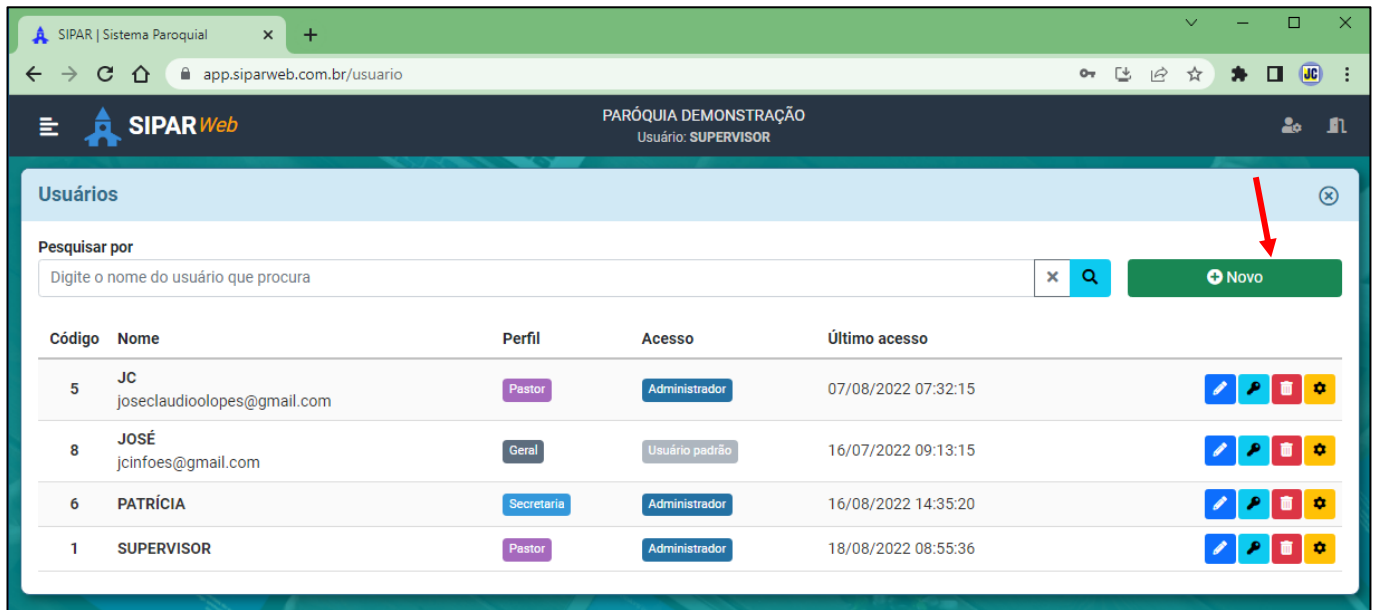 SIPAR | Sistema Paroquial
app.siparweb.com.br/usuario
JC
SIPAR Web
PARÓQUIA DEMONSTRAÇÃO
Usuário: SUPERVISOR
Usuários
Pesquisar por
Digite o nome do usuário que procura
Novo
Código Nome Perfil Acesso Último acesso
5 JC Pastor Administrador 07/08/2022 07:32:15
joseclaudioolopes@gmail.com
8 JOSÉ Geral Usuário padrão 16/07/2022 09:13:15
jcinfoes@gmail.com
6 PATRÍCIA Secretaria Administrador 16/08/2022 14:35:20
1 SUPERVISOR Pastor Administrador 18/08/2022 08:55:36